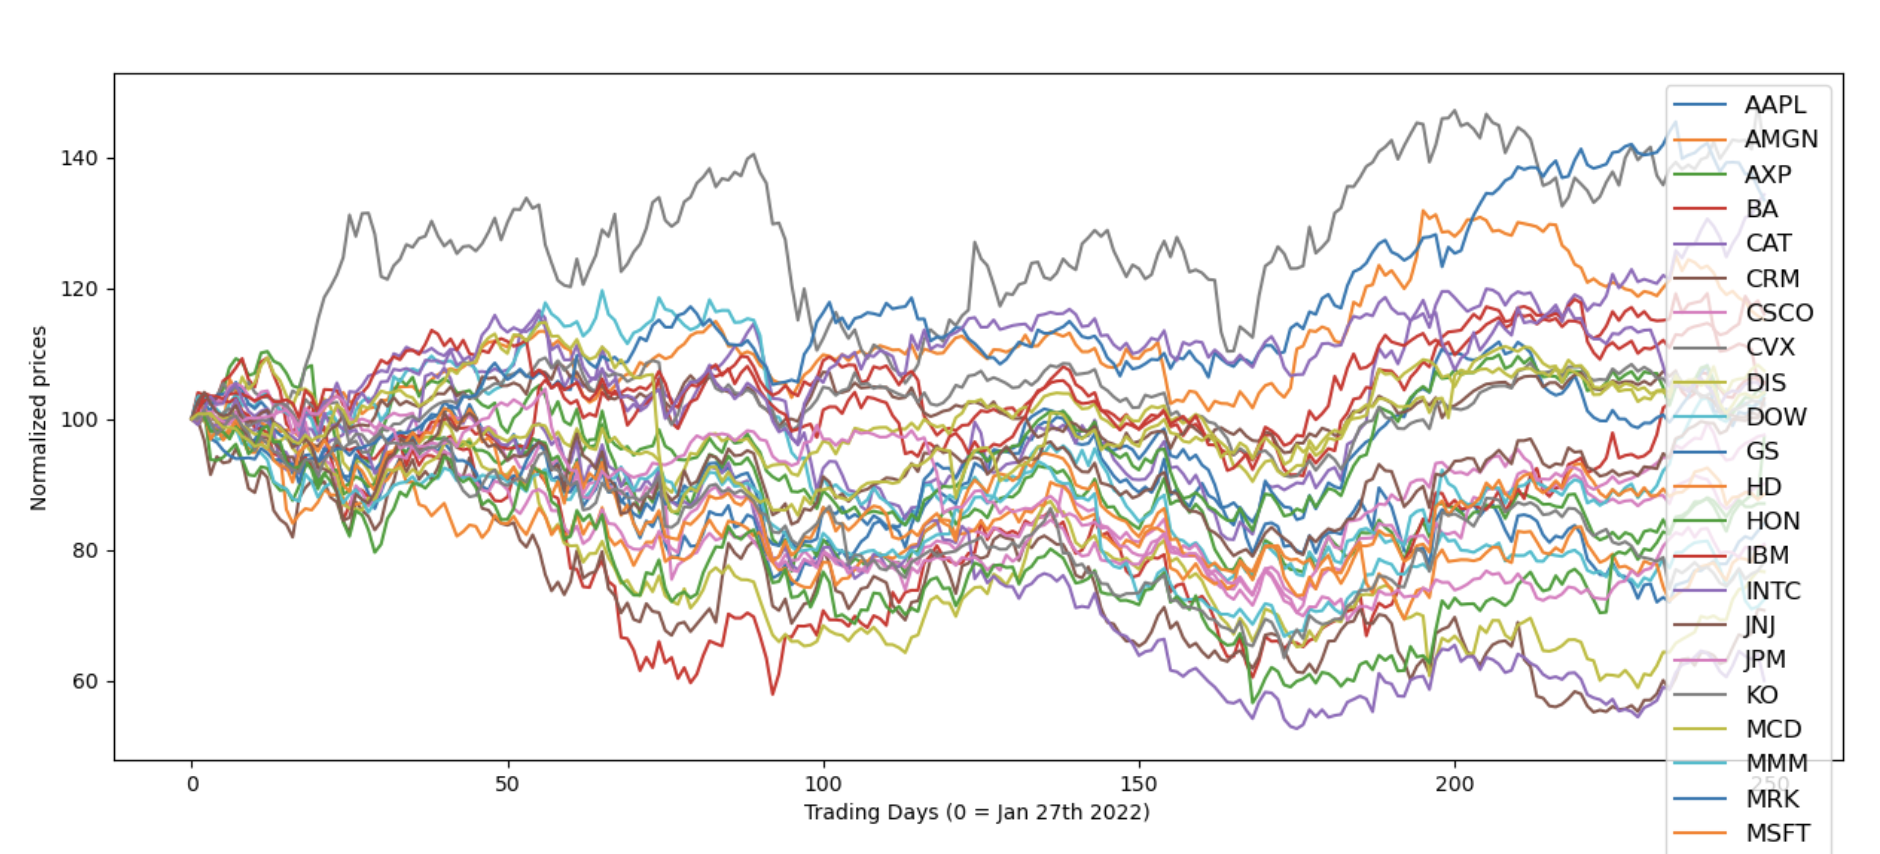 140
120
100
80
60
Normalized prices
0
50
100
150
200
250
Trading Days (0 = Jan 27th 2022)
AAPL
AMGN
AXP
BA
CAT
CRM
CSCO
CVX
DIS
DOW
GS
HD
HON
IBM
INTC
JNJ
JPM
KO
MCD
MMM
MRK
MSFT